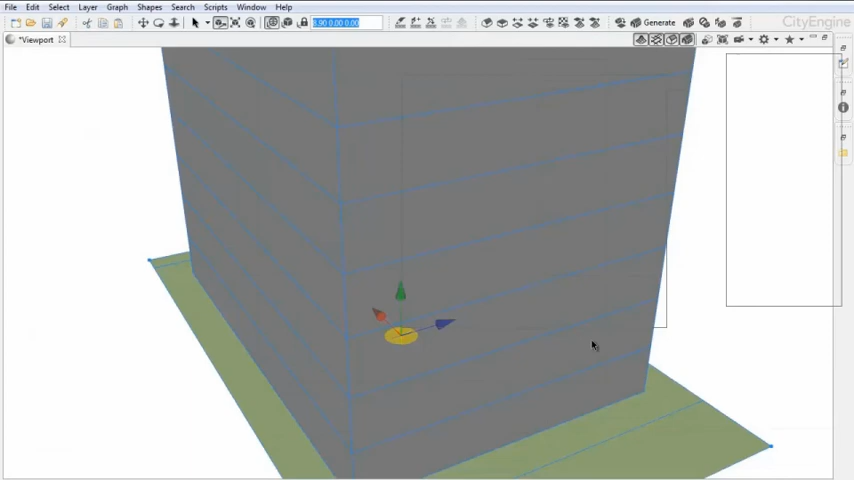 File Edit Select Layer Graph Shapes Search Scripts Window Help
Generate
CityEngine
*Viewport